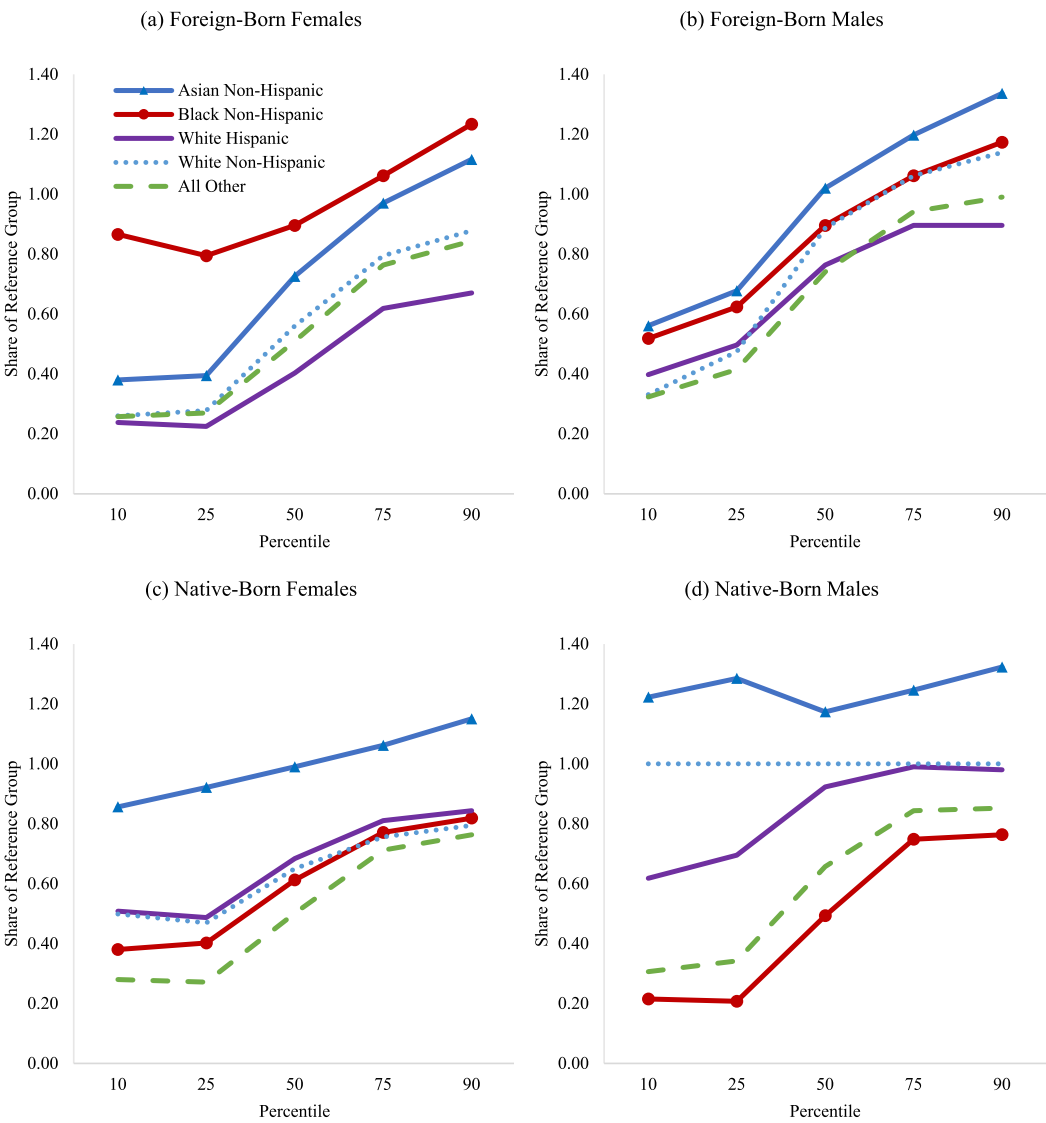 (a) Foreign-Born Females
Share of Reference Group
1.40
1.20
1.00
0.80
0.60
0.40
0.20
0.00
Asian Non-Hispanic
Black Non-Hispanic
White Hispanic
White Non-Hispanic
All Other
10 25 50 75 90
Percentile
(b) Foreign-Born Males
Share of Reference Group
1.40
1.20
1.00
0.80
0.60
0.40
0.20
0.00
10 25 50 75 90
Percentile
(c) Native-Born Females
Share of Reference Group
1.40
1.20
1.00
0.80
0.60
0.40
0.20
0.00
10 25 50 75 90
Percentile
(d) Native-Born Males
Share of Reference Group
1.40
1.20
1.00
0.80
0.60
0.40
0.20
0.00
10 25 50 75 90
Percentile